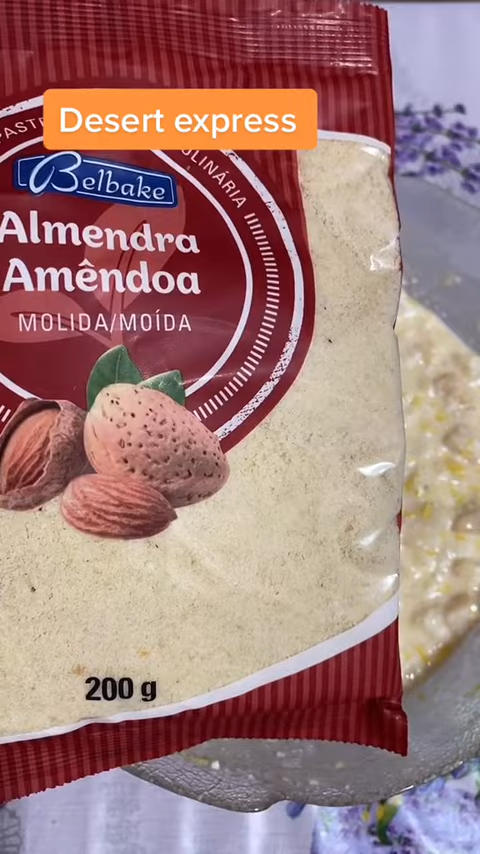 Desert express
Belbake
Almendra
Amêndoa
MOLIDA/MOÍDA
200 g